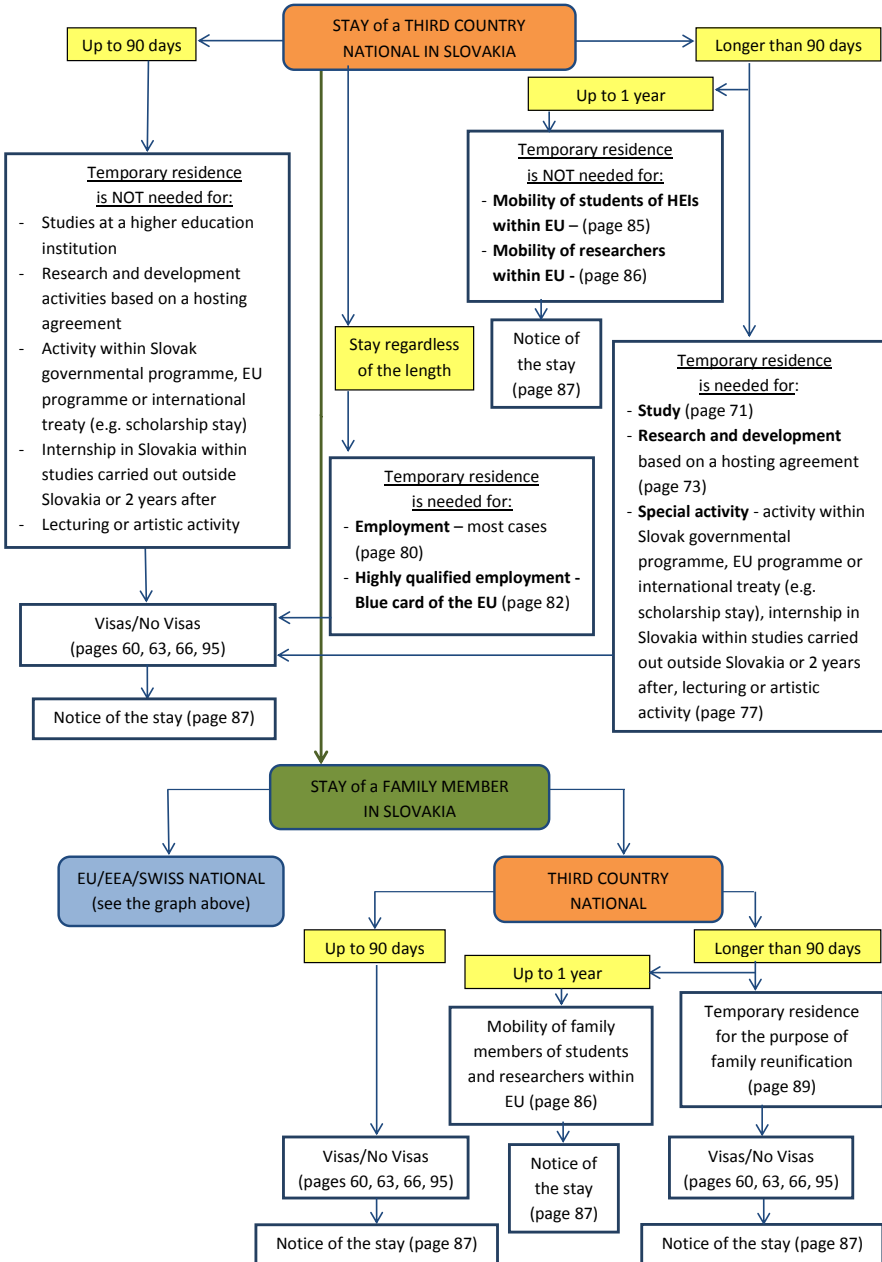 STAY of a THIRD COUNTRY
NATIONAL IN SLOVAKIA
Up to 90 days
Longer than 90 days
Up to 1 year
Temporary residence
is NOT needed for:
- Studies at a higher education
institution
- Research and development
activities based on a hosting
agreement
- Activity within Slovak
governmental programme, EU
programme or international
treaty (e.g. scholarship stay)
- Internship in Slovakia within
studies carried out outside
Slovakia or 2 years after
- Lecturing or artistic activity
Temporary residence
is NOT needed for:
- Mobility of students of HEIs
within EU – (page 85)
- Mobility of researchers
within EU - (page 86)
Notice of
the stay
(page 87)
Stay regardless
of the length
Temporary residence
is needed for:
- Employment – most cases
(page 80)
- Highly qualified employment -
Blue card of the EU (page 82)
Temporary residence
is needed for:
- Study (page 71)
- Research and development
based on a hosting agreement
(page 73)
- Special activity - activity within
Slovak governmental
programme, EU programme or
international treaty (e.g.
scholarship stay), internship in
Slovakia within studies carried
out outside Slovakia or 2 years
after, lecturing or artistic
activity (page 77)
Visas/No Visas
(pages 60, 63, 66, 95)
Notice of the stay (page 87)
STAY of a FAMILY MEMBER
IN SLOVAKIA
EU/EEA/SWISS NATIONAL
(see the graph above)
THIRD COUNTRY
NATIONAL
Up to 90 days
Longer than 90 days
Up to 1 year
Mobility of family
members of students
and researchers within
EU (page 86)
Temporary residence
for the purpose of
family reunification
(page 89)
Visas/No Visas
(pages 60, 63, 66, 95)
Notice of
the stay
(page 87)
Visas/No Visas
(pages 60, 63, 66, 95)
Notice of the stay (page 87)
Notice of the stay (page 87)